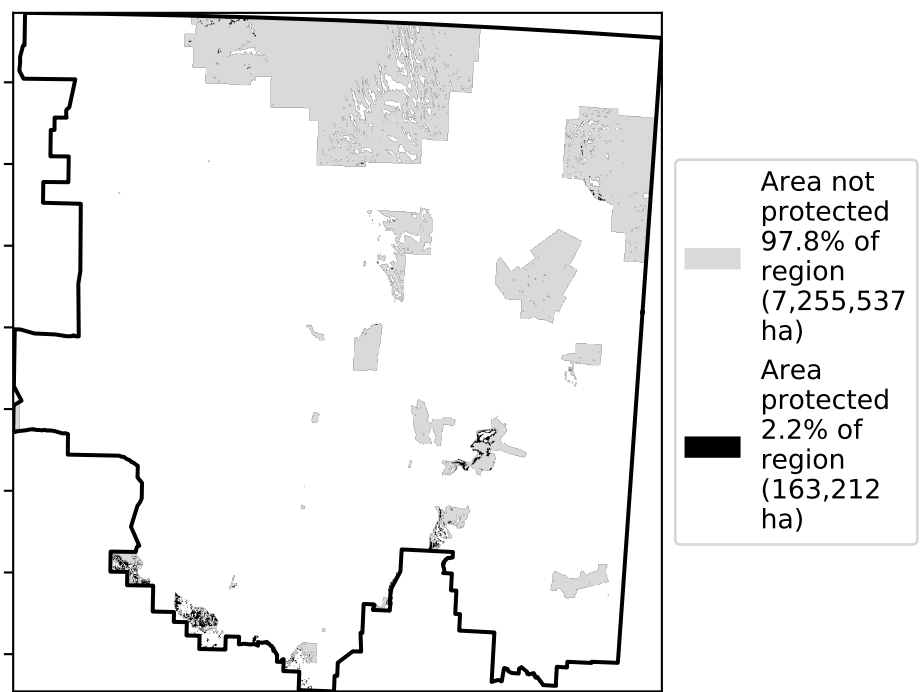 Area not
protected
97.8% of
region
(7,255,537
ha)
Area
protected
2.2% of
region
(163,212
ha)